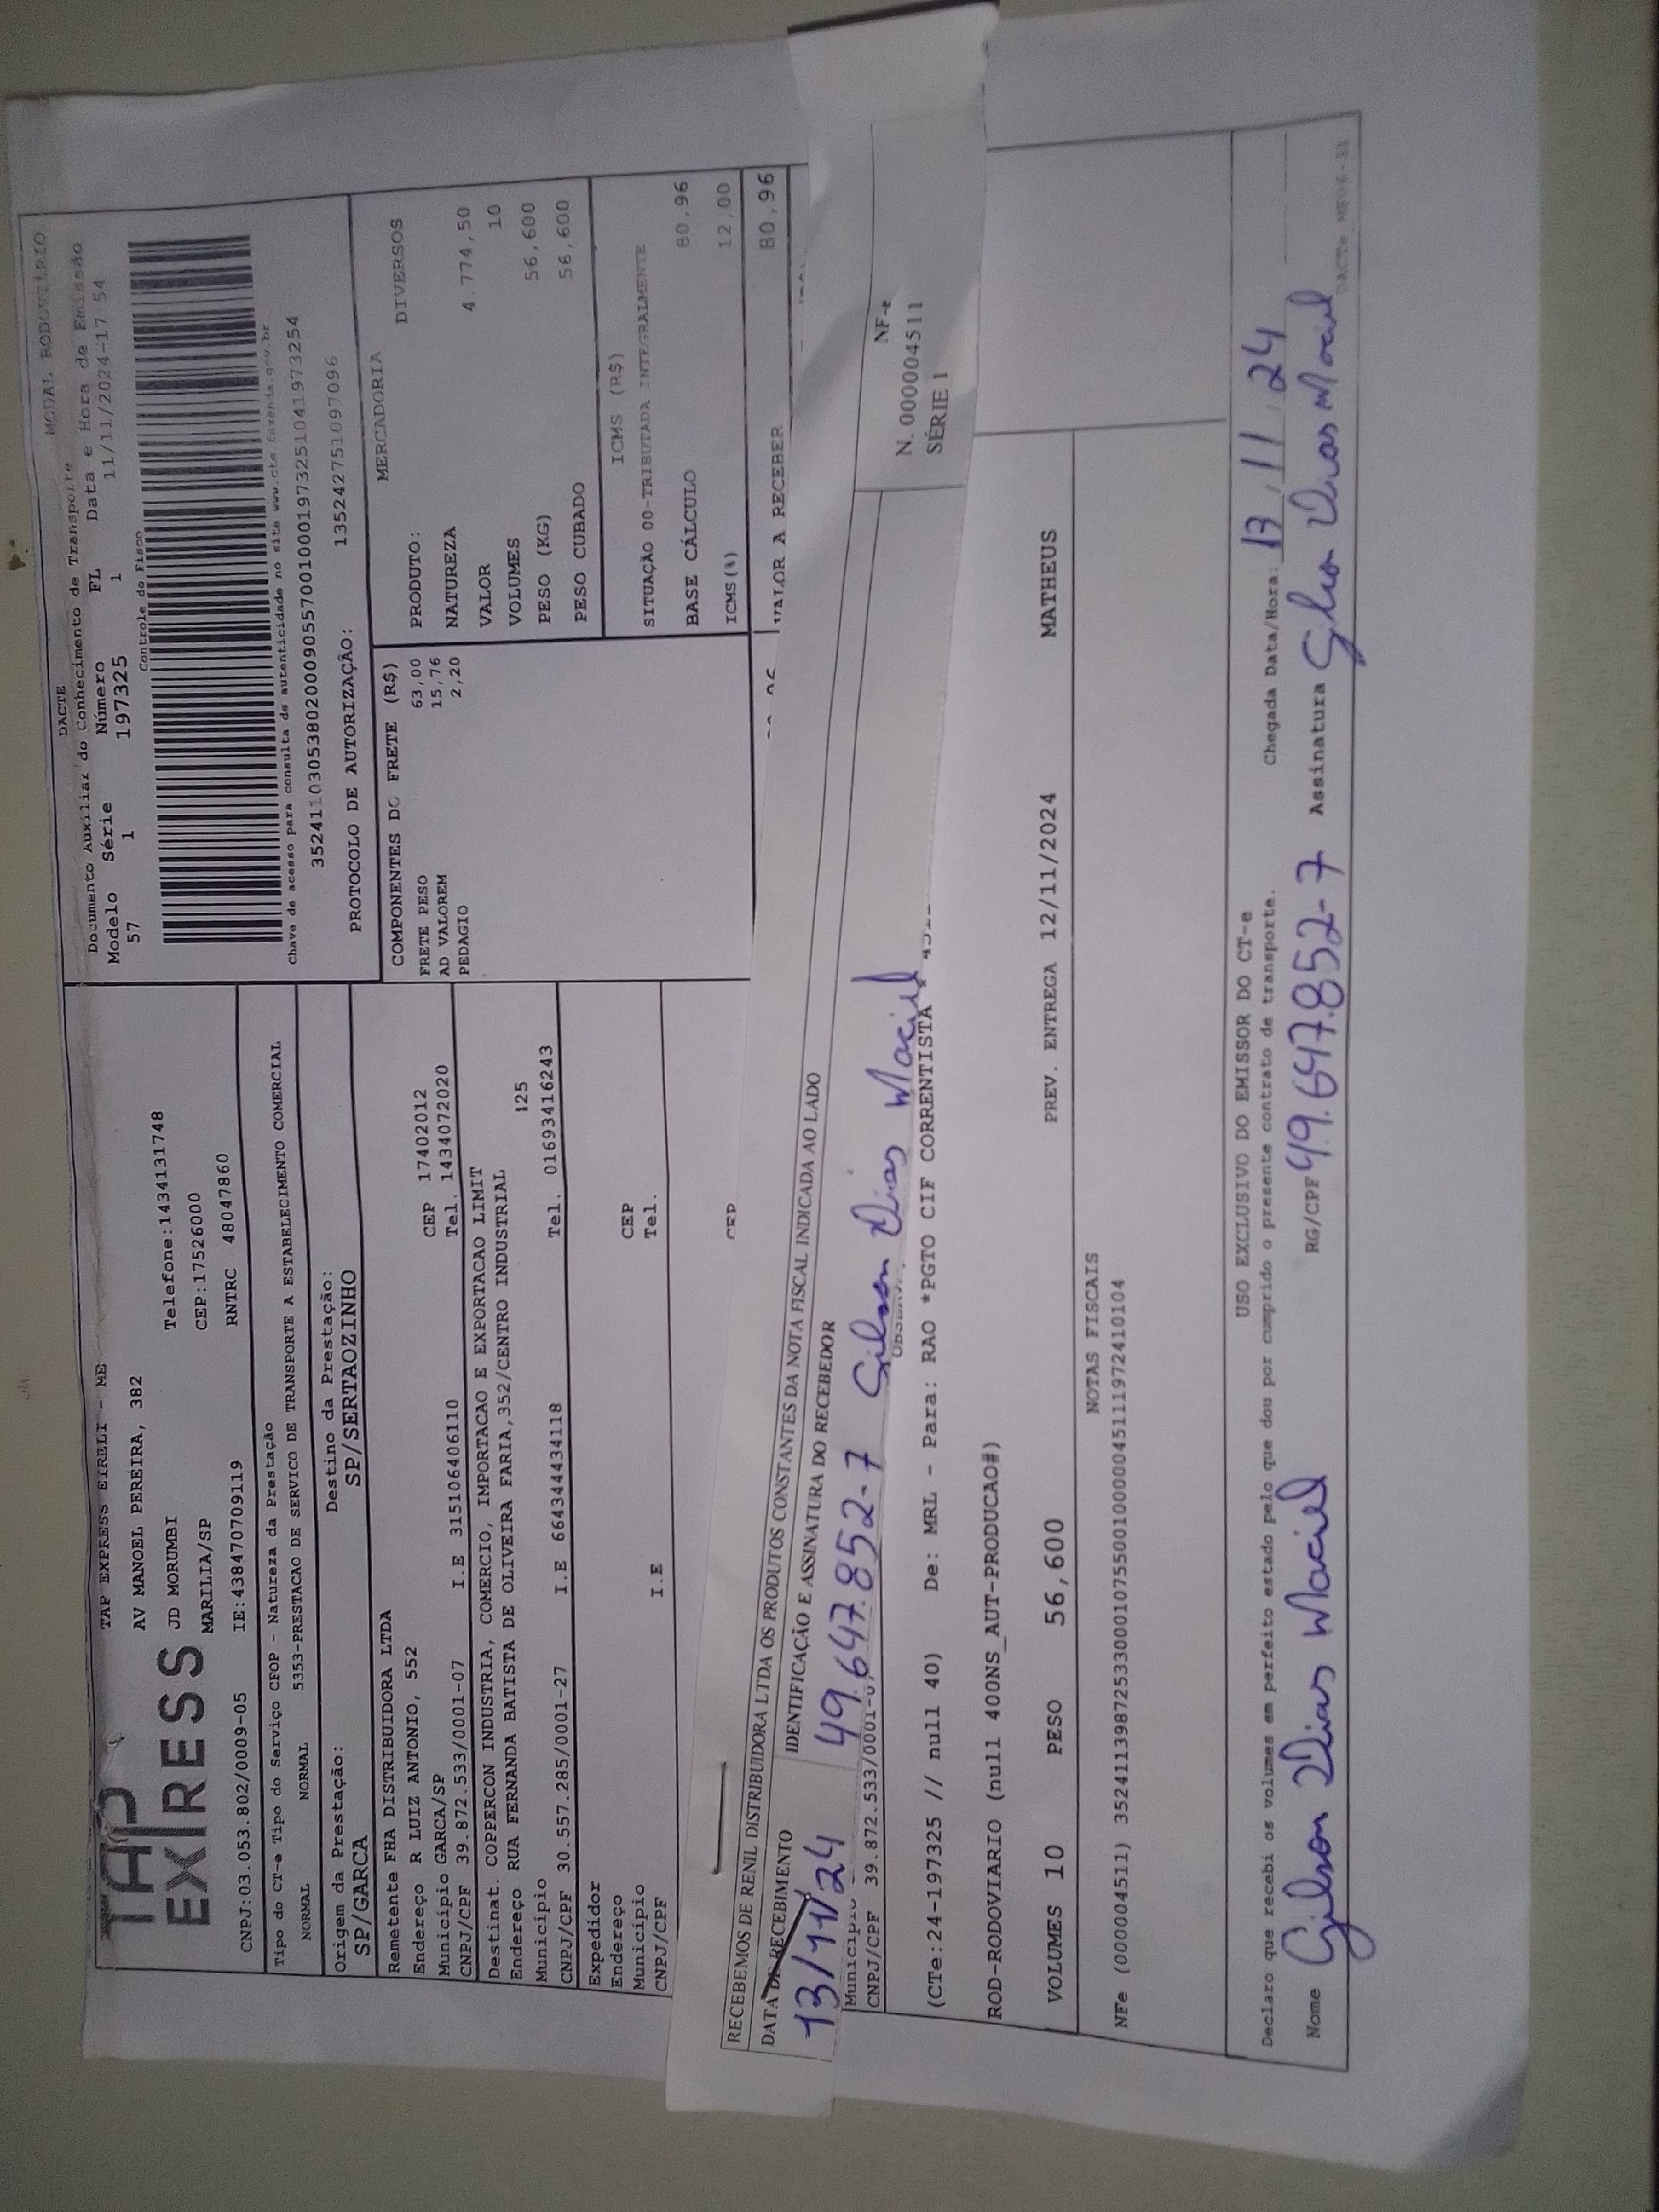 TAP EXPRESS
TAP EXPRESS EIRELI - ME
AV MANOEL PEREIRA, 382
JD MORUMBI Telefone:1434131748
MARILIA/SP CEP:17526000
CNPJ:03.053.802/0009-05 IE:438470709119 RNTRC 48047860
DACTE MODAL RODOVIARIO
Documento Auxiliar do Conhecimento de Transporte
Modelo Série Número FL Data e Hora de Emissão
57 1 197325 1 11/11/2024-17 54
Controle do Fisco
Chave de acesso para consulta de autenticidade no site www.cte.fazenda.gov.br
35241103053802000905570010001973251041973254
PROTOCOLO DE AUTORIZAÇÃO: 135242751097096
Tipo do CT-e Tipo do Serviço CFOP - Natureza da Prestação
NORMAL NORMAL 5353-PRESTACAO DE SERVICO DE TRANSPORTE A ESTABELECIMENTO COMERCIAL
Origem da Prestação: Destino da Prestação:
SP/GARCA SP/SERTAOZINHO
Remetente FHA DISTRIBUIDORA LTDA
Endereço R LUIZ ANTONIO, 552 CEP 17402012
Município GARCA/SP Tel. 1434072020
CNPJ/CPF 39.872.533/0001-07 I.E 315106406110
Destinat. COPPERCON INDUSTRIA, COMERCIO, IMPORTACAO E EXPORTACAO LIMIT
Endereço RUA FERNANDA BATISTA DE OLIVEIRA FARIA,352/CENTRO INDUSTRIAL 125
Município
CNPJ/CPF 30.557.285/0001-27 I.E 664344434118 Tel. 01693416243
Expedidor
Endereço CEP
Município Tel.
CNPJ/CPF I.E
CEP
COMPONENTES DO FRETE (R$)
FRETE PESO 63,00
AD VALOREM 15,76
PEDAGIO 2,20
MERCADORIA
PRODUTO: DIVERSOS
NATUREZA
VALOR 4.774,50
VOLUMES 10
PESO (KG) 56,600
PESO CUBADO 56,600
ICMS (R$)
SITUAÇÃO 00-TRIBUTADA INTEGRALMENTE
BASE CÁLCULO 80,96
ICMS(%) 12,00
VALOR A RECEBER 80,96
RECEBEMOS DE RENIL DISTRIBUIDORA LTDA OS PRODUTOS CONSTANTES DA NOTA FISCAL INDICADA AO LADO
DATA DE RECEBIMENTO IDENTIFICAÇÃO E ASSINATURA DO RECEBEDOR
13/11/24 49.647.852-7 Gilson Dias Maciel
NF-e
N. 000004511
SÉRIE 1
Município
CNPJ/CPF 39.872.533/0001-
(CTe:24-197325 // null 40) De: MRL - Para: RAO *PGTO CIF CORRENTISTA *
ROD-RODOVIARIO (null 400NS_AUT-PRODUCAO#)
VOLUMES 10 PESO 56,600 PREV. ENTREGA 12/11/2024 MATHEUS
NOTAS FISCAIS
NFe (000004511) 35241139872533000107550010000045111972410104
USO EXCLUSIVO DO EMISSOR DO CT-e
Declaro que recebi os volumes em perfeito estado pelo que dou por cumprido o presente contrato de transporte. Chegada Data/Hora: 13/11/24
Nome Gilson Dias Maciel RG/CPF 49.647.852-7 Assinatura Gilson Dias Maciel